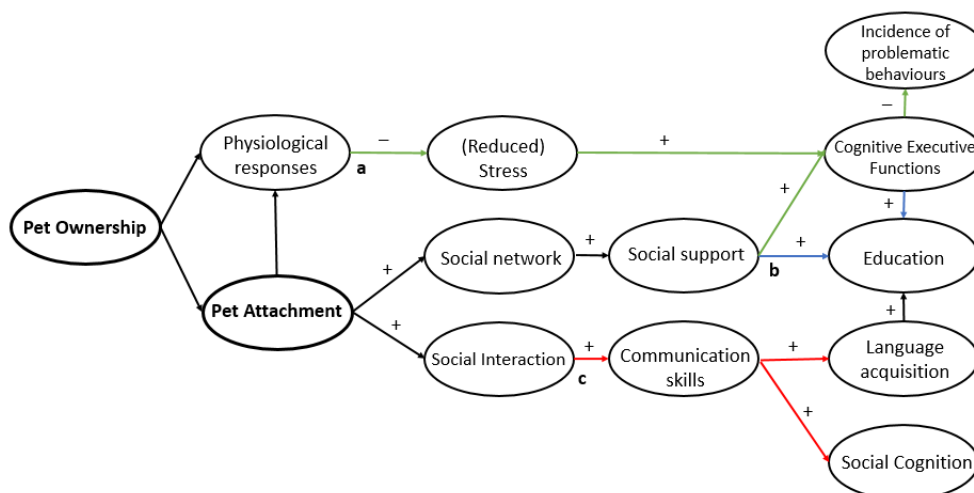 Incidence of
problematic
behaviours
–
Physiological
responses
a
–
(Reduced)
Stress
+
Cognitive Executive
Functions
+
+
Pet Ownership
+
Social network
+
Social support
+
b
Education
Pet Attachment
+
+
Social Interaction
+
c
Communication
skills
+
Language
acquisition
+
Social Cognition